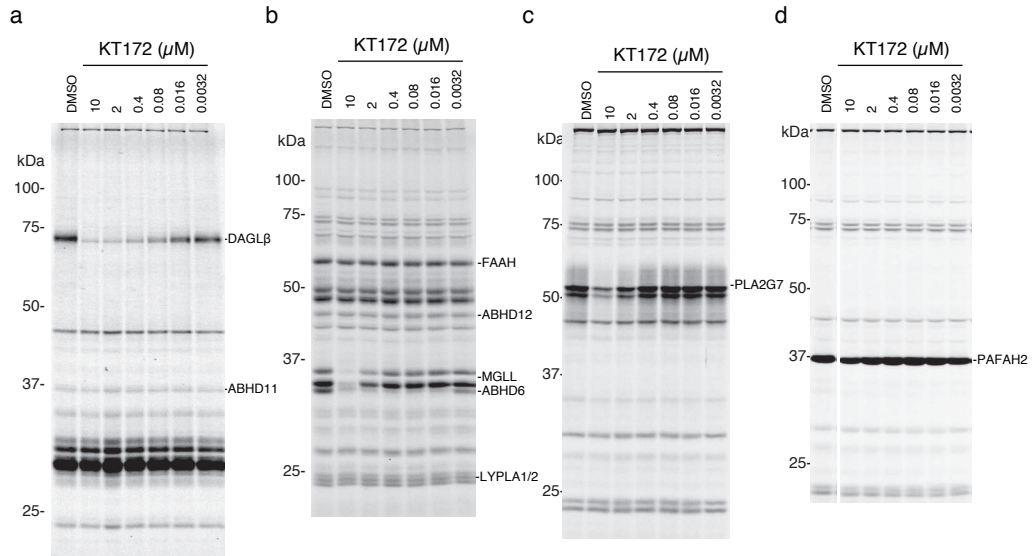 a
KT172 (µM)
DMSO
10
2
0.4
0.08
0.016
0.0032
kDa
100-
75-
-DAGLβ
50-
37-
-ABHD11
25-
b
KT172 (µM)
DMSO
10
2
0.4
0.08
0.016
0.0032
kDa
100-
75-
-FAAH
50-
-ABHD12
37-
-MGLL
-ABHD6
25-
-LYPLA1/2
c
KT172 (µM)
DMSO
10
2
0.4
0.08
0.016
0.0032
kDa
100-
75-
-PLA2G7
50-
37-
25-
d
KT172 (µM)
DMSO
10
2
0.4
0.08
0.016
0.0032
kDa
100-
75-
50-
37-
-PAFAH2
25-